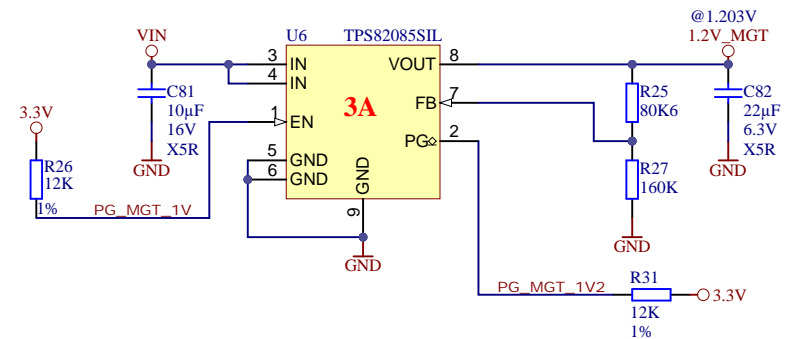 @1.203V
VIN
U6
TPS82085SIL
1.2V_MGT
3
IN
VOUT
8
4
IN
C81
10µF
16V
X5R
R25
80K6
C82
22µF
6.3V
X5R
3A
FB
7
3.3V
1
EN
PG
2
GND
5
GND
6
GND
GND
9
R26
12K
1%
PG_MGT_1V
GND
R27
160K
GND
GND
GND
R31
PG_MGT_1V2
3.3V
12K
1%